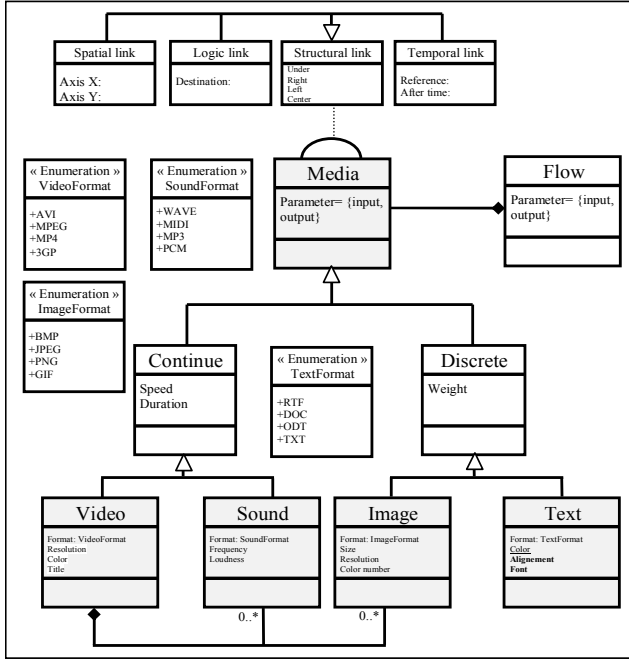 Spatial link
Axis X:
Axis Y:
Logic link
Destination:
Structural link
Under
Right
Left
Center
Temporal link
Reference:
After time:
« Enumeration »
VideoFormat
+AVI
+MPEG
+MP4
+3GP
« Enumeration »
SoundFormat
+WAVE
+MIDI
+MP3
+PCM
Media
Parameter= {input,
output}
Flow
Parameter= {input,
output}
« Enumeration »
ImageFormat
+BMP
+JPEG
+PNG
+GIF
Continue
Speed
Duration
« Enumeration »
TextFormat
+RTF
+DOC
+ODT
+TXT
Discrete
Weight
Video
Format: VideoFormat
Resolution
Color
Title
Sound
Format: SoundFormat
Frequency
Loudness
Image
Format: ImageFormat
Size
Resolution
Color number
Text
Format: TextFormat
Color
Alignement
Font
0..*
0..*